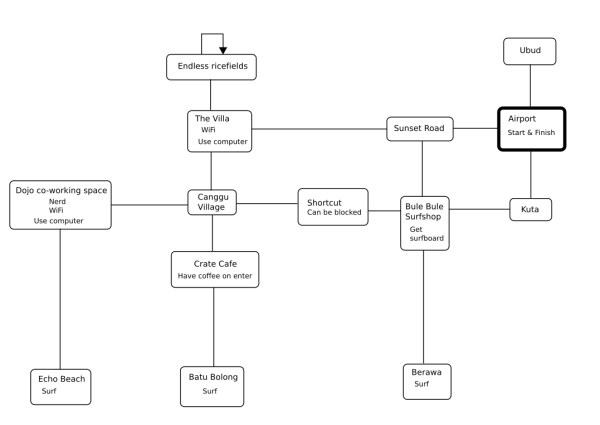 Ubud
Endless ricefields
The Villa
WiFi
Use computer
Sunset Road
Airport
Start & Finish
Dojo co-working space
Nerd
WiFi
Use computer
Canggu
Village
Shortcut
Can be blocked
Bule Bule
Surfshop
Get
surfboard
Kuta
Crate Cafe
Have coffee on enter
Echo Beach
Surf
Batu Bolong
Surf
Berawa
Surf